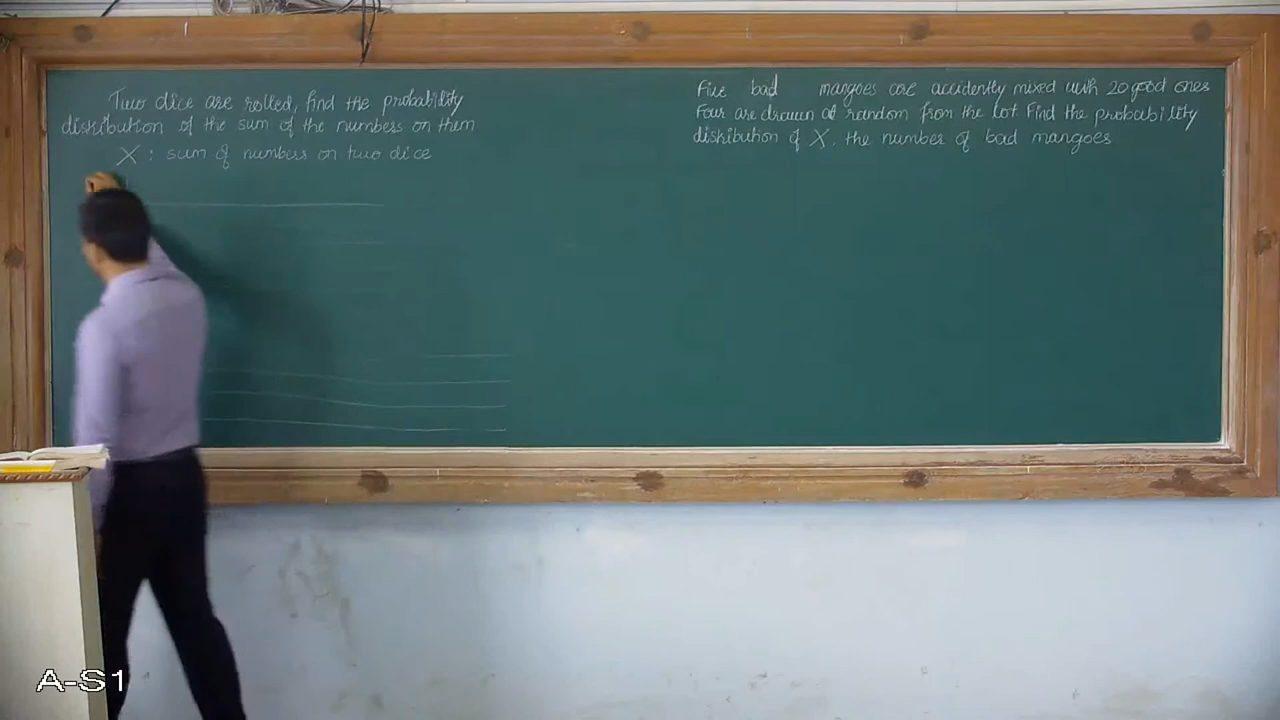 Two dice are rolled, find the probability
distribution of the sum of the numbers on them
X : sum of numbers on two dice
Five bad mangoes are accidently mixed with 20 good ones
Four are drawn at random from the lot. Find the probability
distribution of X, the number of bad mangoes
A-S1